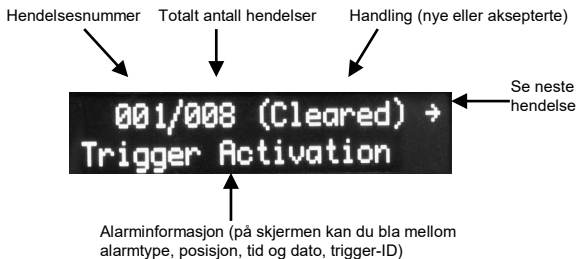 Hendelsesnummer
Totalt antall hendelser
Handling (nye eller aksepterte)
Se neste
hendelse
001/008 (Cleared) →
Trigger Activation
Alarminformasjon (på skjermen kan du bla mellom
alarmtype, posisjon, tid og dato, trigger-ID)